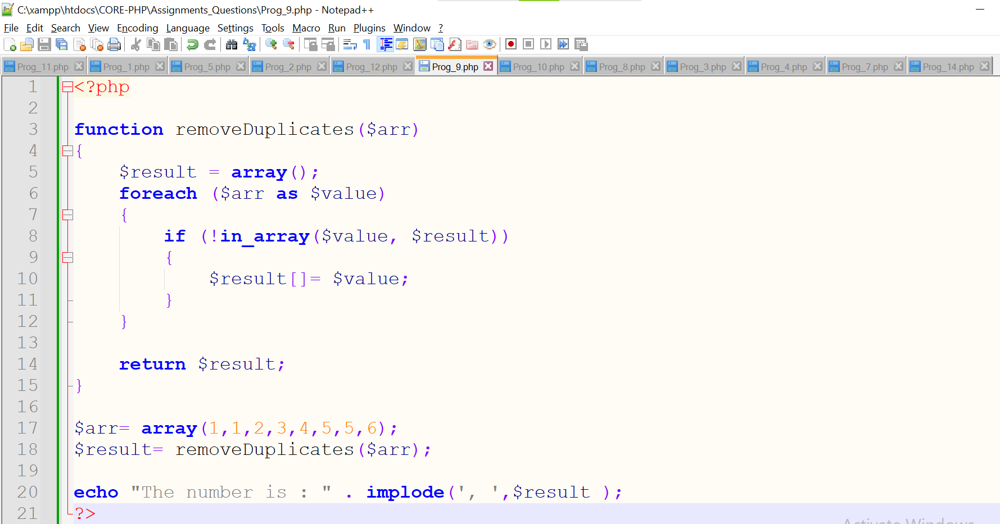 C:\xampp\htdocs\CORE-PHP\Assignments_Questions\Prog_9.php - Notepad++
File Edit Search View Encoding Language Settings Tools Macro Run Plugins Window ?
Prog_11.php Prog_1.php Prog_5.php Prog_2.php Prog_12.php Prog_9.php Prog_10.php Prog_8.php Prog_3.php Prog_4.php Prog_7.php Prog_14.php
1 <?php
2
3 function removeDuplicates($arr)
4 {
5     $result = array();
6     foreach ($arr as $value)
7     {
8         if (!in_array($value, $result))
9         {
10             $result[]= $value;
11         }
12     }
13
14     return $result;
15 }
16
17 $arr= array(1,1,2,3,4,5,5,6);
18 $result= removeDuplicates($arr);
19
20 echo "The number is : " . implode(', ',$result );
21 ?>
Activate Windows